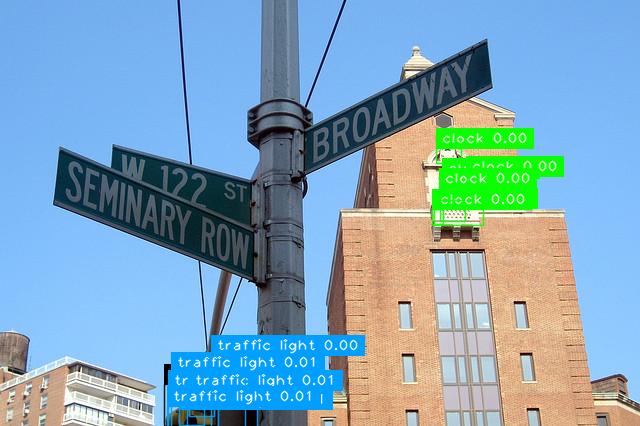 BROADWAY
W 122 ST
SEMINARY ROW
clock 0.00
clock 0.00
clock 0.00
clock 0.00
traffic light 0.00
traffic light 0.01
tr traffic light 0.01
traffic light 0.01